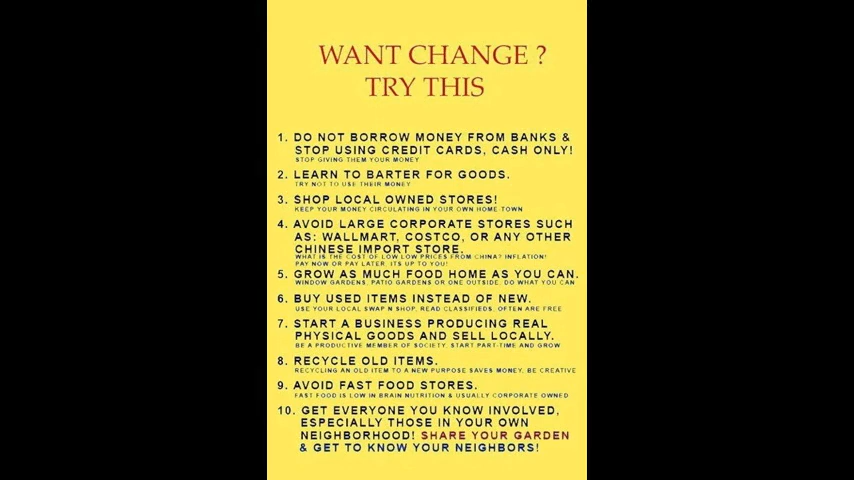 WANT CHANGE ?
TRY THIS
1. DO NOT BORROW MONEY FROM BANKS &
STOP USING CREDIT CARDS, CASH ONLY!
STOP GIVING THEM YOUR MONEY
2. LEARN TO BARTER FOR GOODS.
TRY NOT TO USE THEIR MONEY
3. SHOP LOCAL OWNED STORES!
KEEP YOUR MONEY CIRCULATING IN YOUR OWN HOME TOWN
4. AVOID LARGE CORPORATE STORES SUCH
AS: WALLMART, COSTCO, OR ANY OTHER
CHINESE IMPORT STORE.
WHAT IS THE COST OF LOW LOW PRICES FROM CHINA? INFLATION!
PAY NOW OR PAY LATER. ITS UP TO YOU!
5. GROW AS MUCH FOOD HOME AS YOU CAN.
WINDOW GARDENS, PATIO GARDENS OR ONE OUTSIDE. DO WHAT YOU CAN
6. BUY USED ITEMS INSTEAD OF NEW.
USE YOUR LOCAL SWAP N SHOP, READ CLASSIFIEDS, OFTEN ARE FREE
7. START A BUSINESS PRODUCING REAL
PHYSICAL GOODS AND SELL LOCALLY.
BE A PRODUCTIVE MEMBER OF SOCIETY, START PART-TIME AND GROW
8. RECYCLE OLD ITEMS.
RECYCLING AN OLD ITEM TO A NEW PURPOSE SAVES MONEY, BE CREATIVE
9. AVOID FAST FOOD STORES.
FAST FOOD IS LOW IN BRAIN NUTRITION & USUALLY CORPORATE OWNED
10. GET EVERYONE YOU KNOW INVOLVED,
ESPECIALLY THOSE IN YOUR OWN
NEIGHBORHOOD! SHARE YOUR GARDEN
& GET TO KNOW YOUR NEIGHBORS!